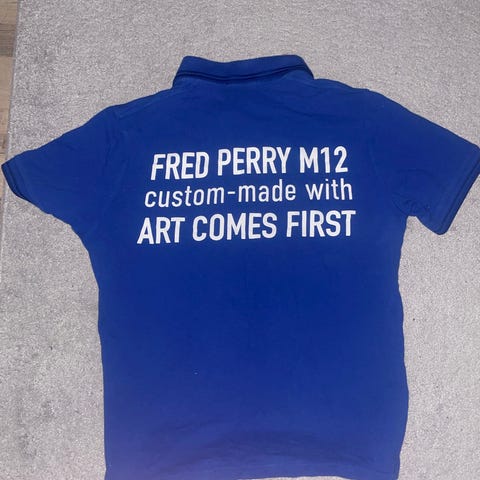 FRED PERRY M12
custom-made with
ART COMES FIRST